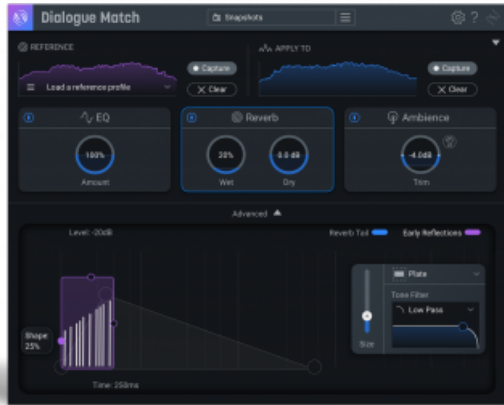 Dialogue Match
Snapshots
?
REFERENCE
APPLY TO
Capture
Capture
Load a reference profile
X Clear
X Clear
EQ
Reverb
Ambience
100%
20%
0.0 dB
-4.0dB
Amount
Wet
Dry
Trim
Advanced
Level: -20dB
Reverb Tail
Early Reflections
Plate
Tone Filter
Low Pass
Shape:
25%
Size
Time: 250ms